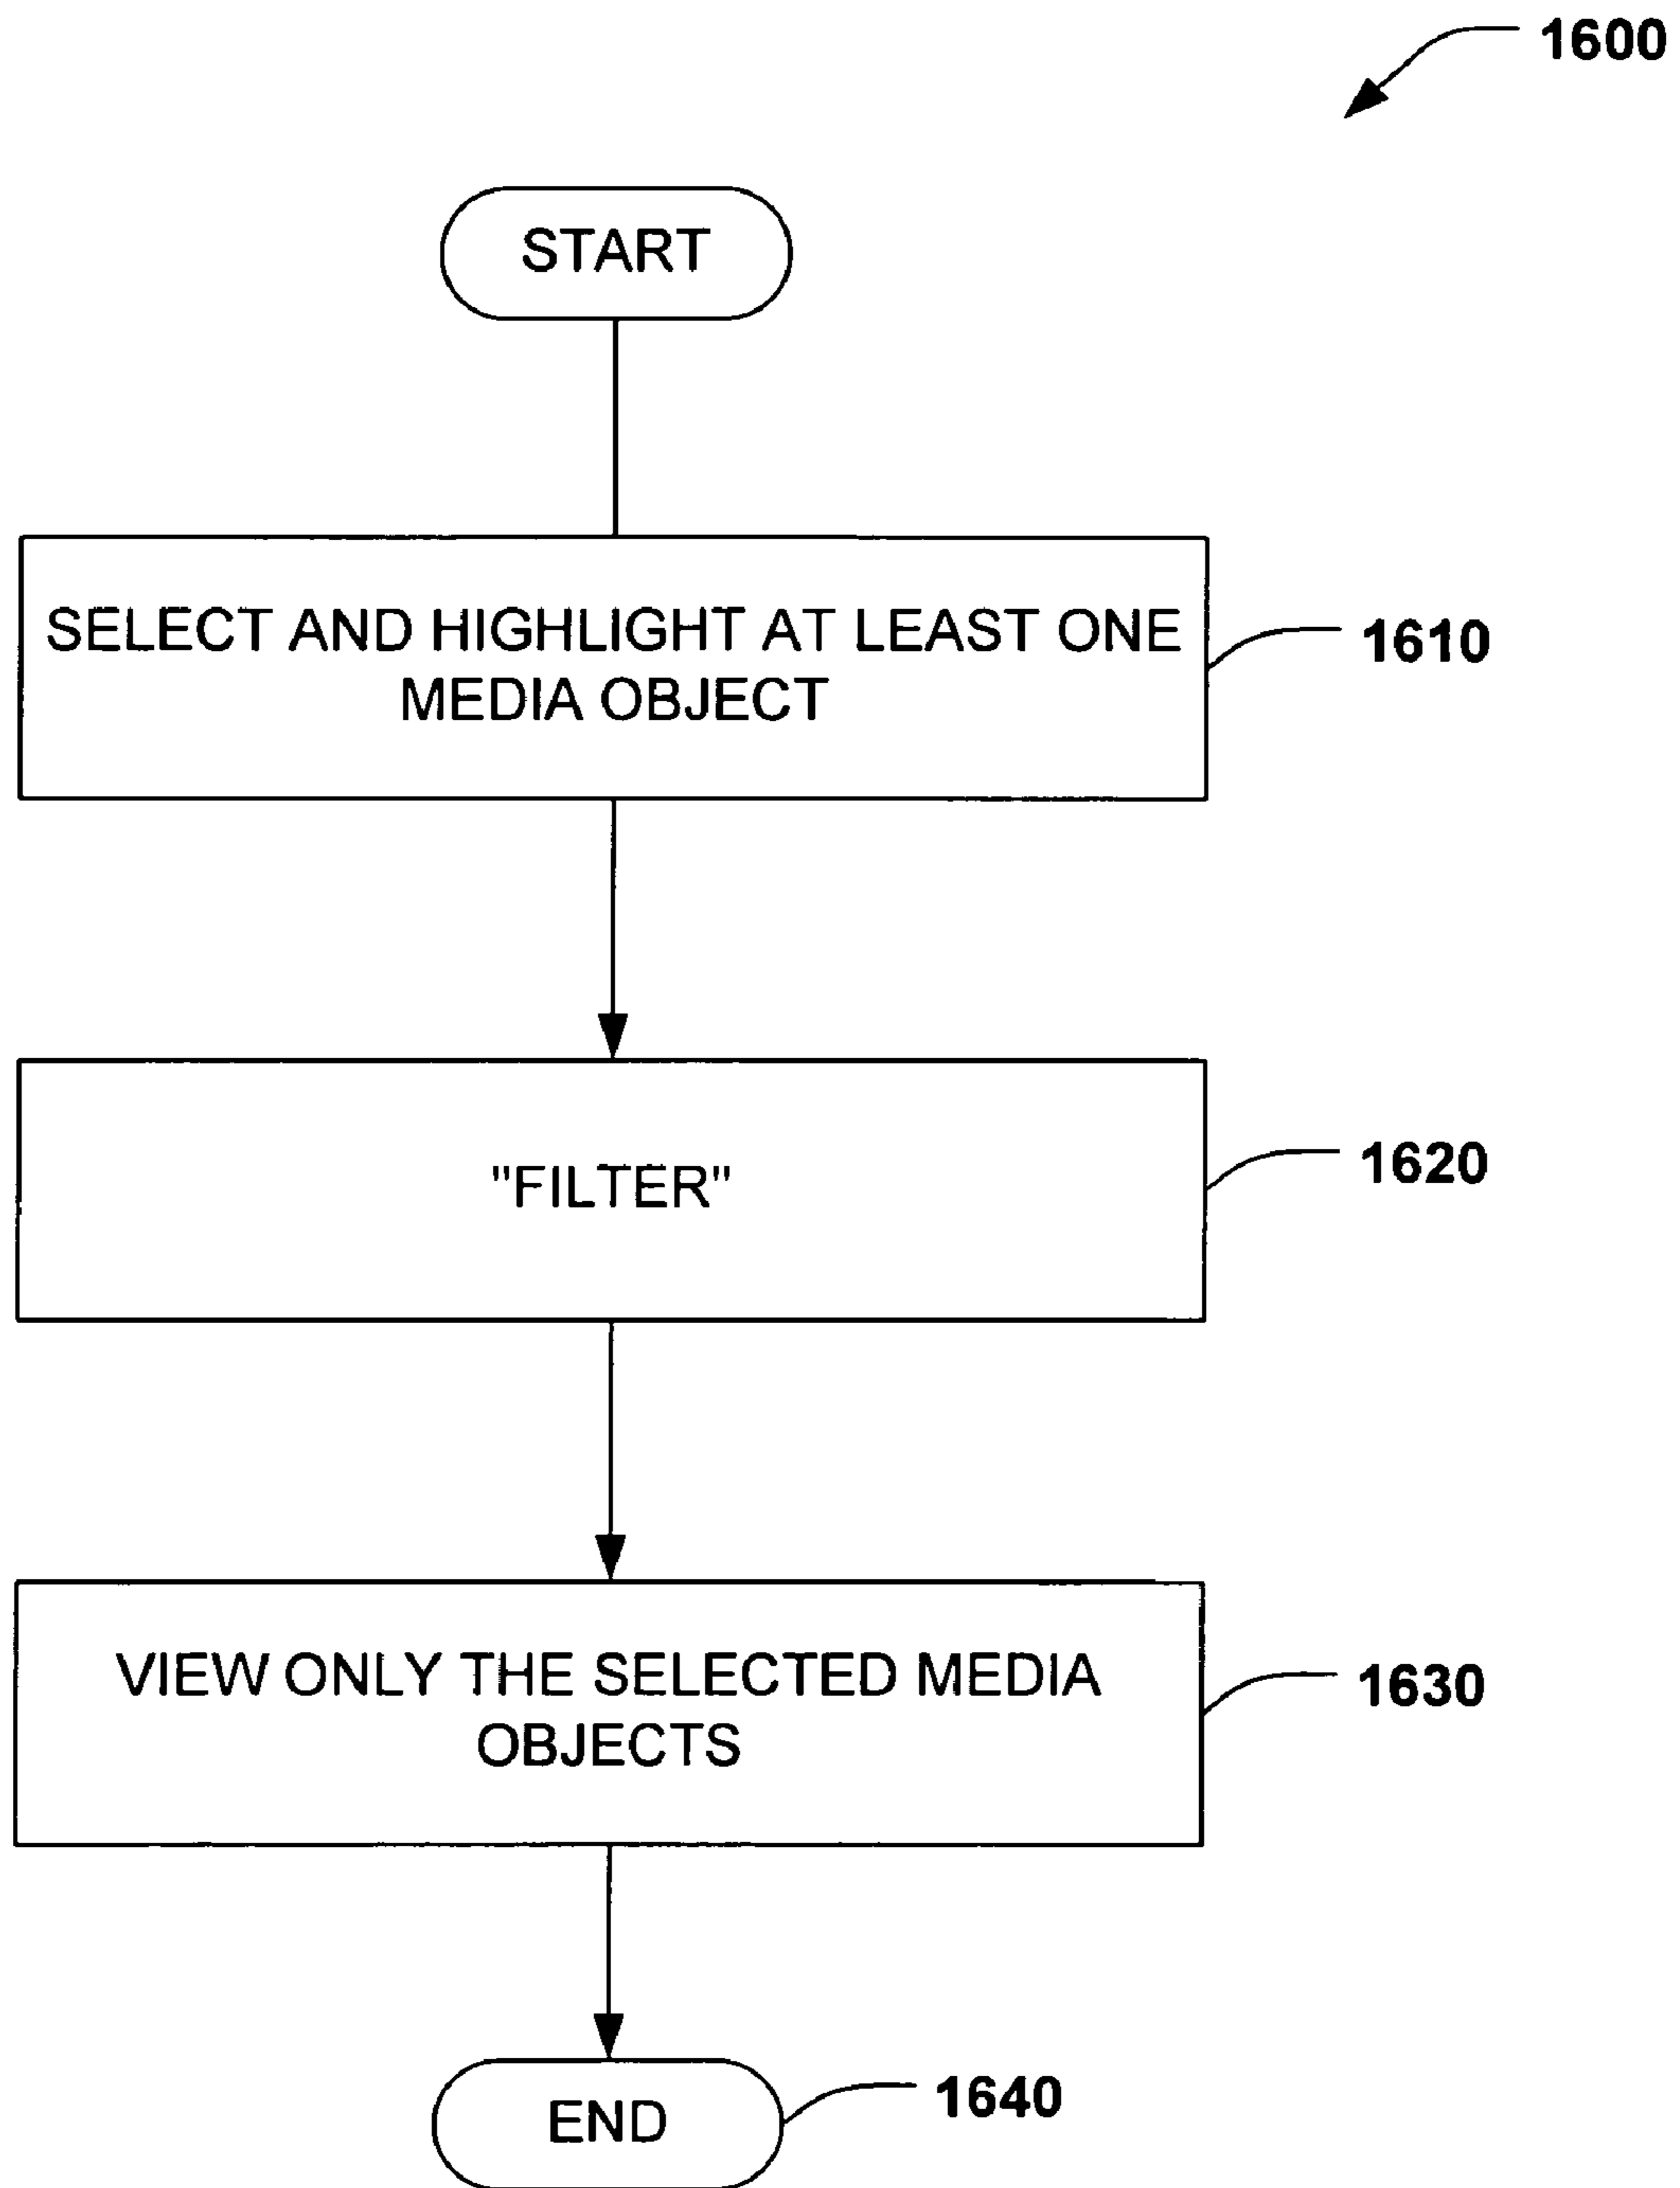 1600
START
SELECT AND HIGHLIGHT AT LEAST ONE
MEDIA OBJECT
1610
"FILTER"
1620
VIEW ONLY THE SELECTED MEDIA
OBJECTS
1630
END
1640